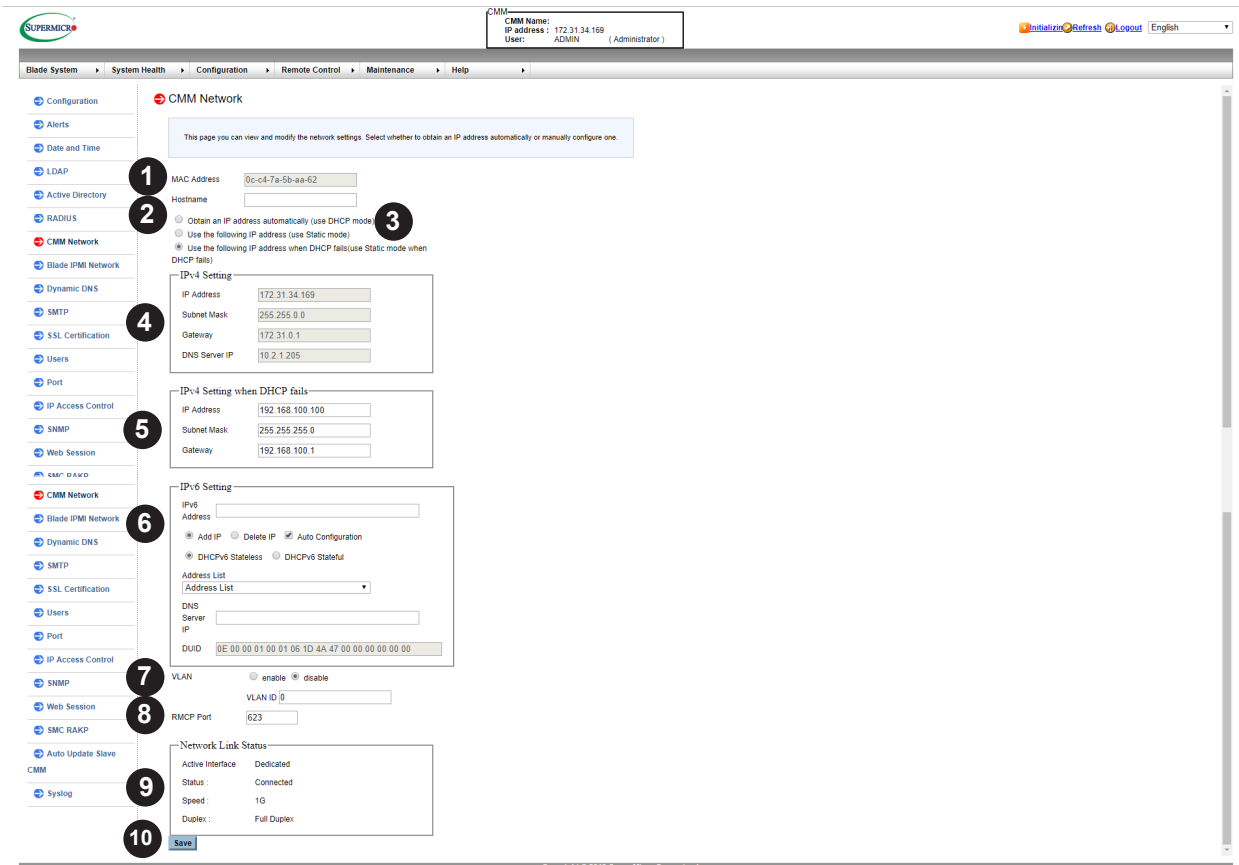 SUPERMICR
CMM
CMM Name:
IP address : 172.31.34.169
User: ADMIN ( Administrator )
Initializin Refresh Logout English
Blade System System Health Configuration Remote Control Maintenance Help
Configuration
Alerts
Date and Time
LDAP
Active Directory
RADIUS
CMM Network
Blade IPMI Network
Dynamic DNS
SMTP
SSL Certification
Users
Port
IP Access Control
SNMP
Web Session
SMC RAKP
CMM Network
Blade IPMI Network
Dynamic DNS
SMTP
SSL Certification
Users
Port
IP Access Control
SNMP
Web Session
SMC RAKP
Auto Update Slave
CMM
Syslog
CMM Network
This page you can view and modify the network settings. Select whether to obtain an IP address automatically or manually configure one.
1 MAC Address 0c-c4-7a-5b-aa-62
2 Hostname
3
Obtain an IP address automatically (use DHCP mode)
Use the following IP address (use Static mode)
Use the following IP address when DHCP fails(use Static mode when
DHCP fails)
IPv4 Setting
4
IP Address 172.31.34.169
Subnet Mask 255.255.0.0
Gateway 172.31.0.1
DNS Server IP 10.2.1.205
IPv4 Setting when DHCP fails
5
IP Address 192.168.100.100
Subnet Mask 255.255.255.0
Gateway 192.168.100.1
IPv6 Setting
6
IPv6
Address
Add IP Delete IP Auto Configuration
DHCPv6 Stateless DHCPv6 Stateful
Address List
Address List
DNS
Server
IP
DUID 0E 00 00 01 00 01 06 1D 4A 47 00 00 00 00 00 00
7 VLAN enable disable
VLAN ID 0
8 RMCP Port 623
Network Link Status
9
Active Interface Dedicated
Status : Connected
Speed : 1G
Duplex : Full Duplex
10 Save